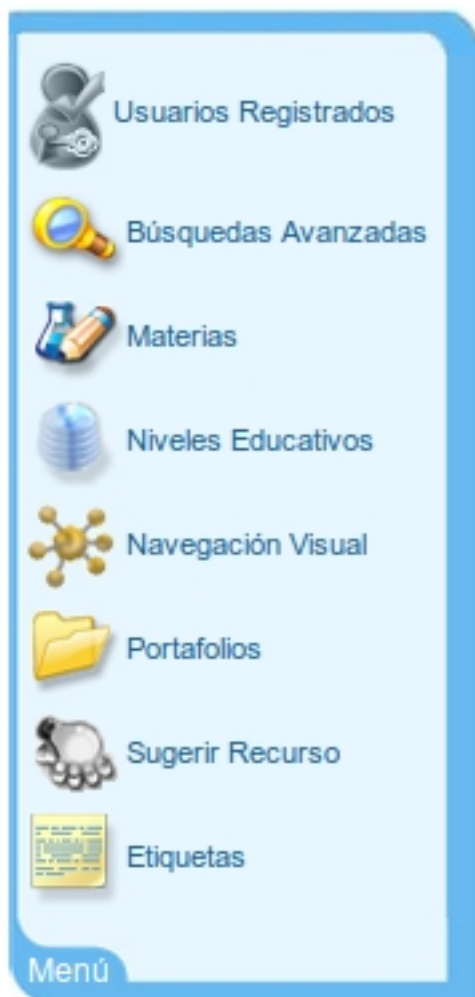 Usuarios Registrados
Búsquedas Avanzadas
Materias
Niveles Educativos
Navegación Visual
Portafolios
Sugerir Recurso
Etiquetas
Menú